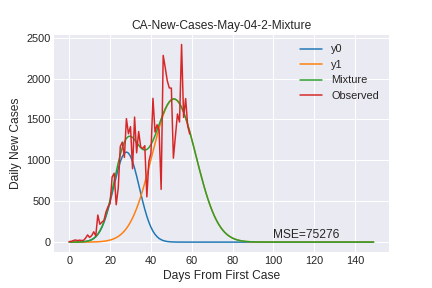 CA-New-Cases-May-04-2-Mixture
2500
2000
1500
1000
500
0
Daily New Cases
y0
y1
Mixture
Observed
MSE=75276
0 20 40 60 80 100 120 140
Days From First Case